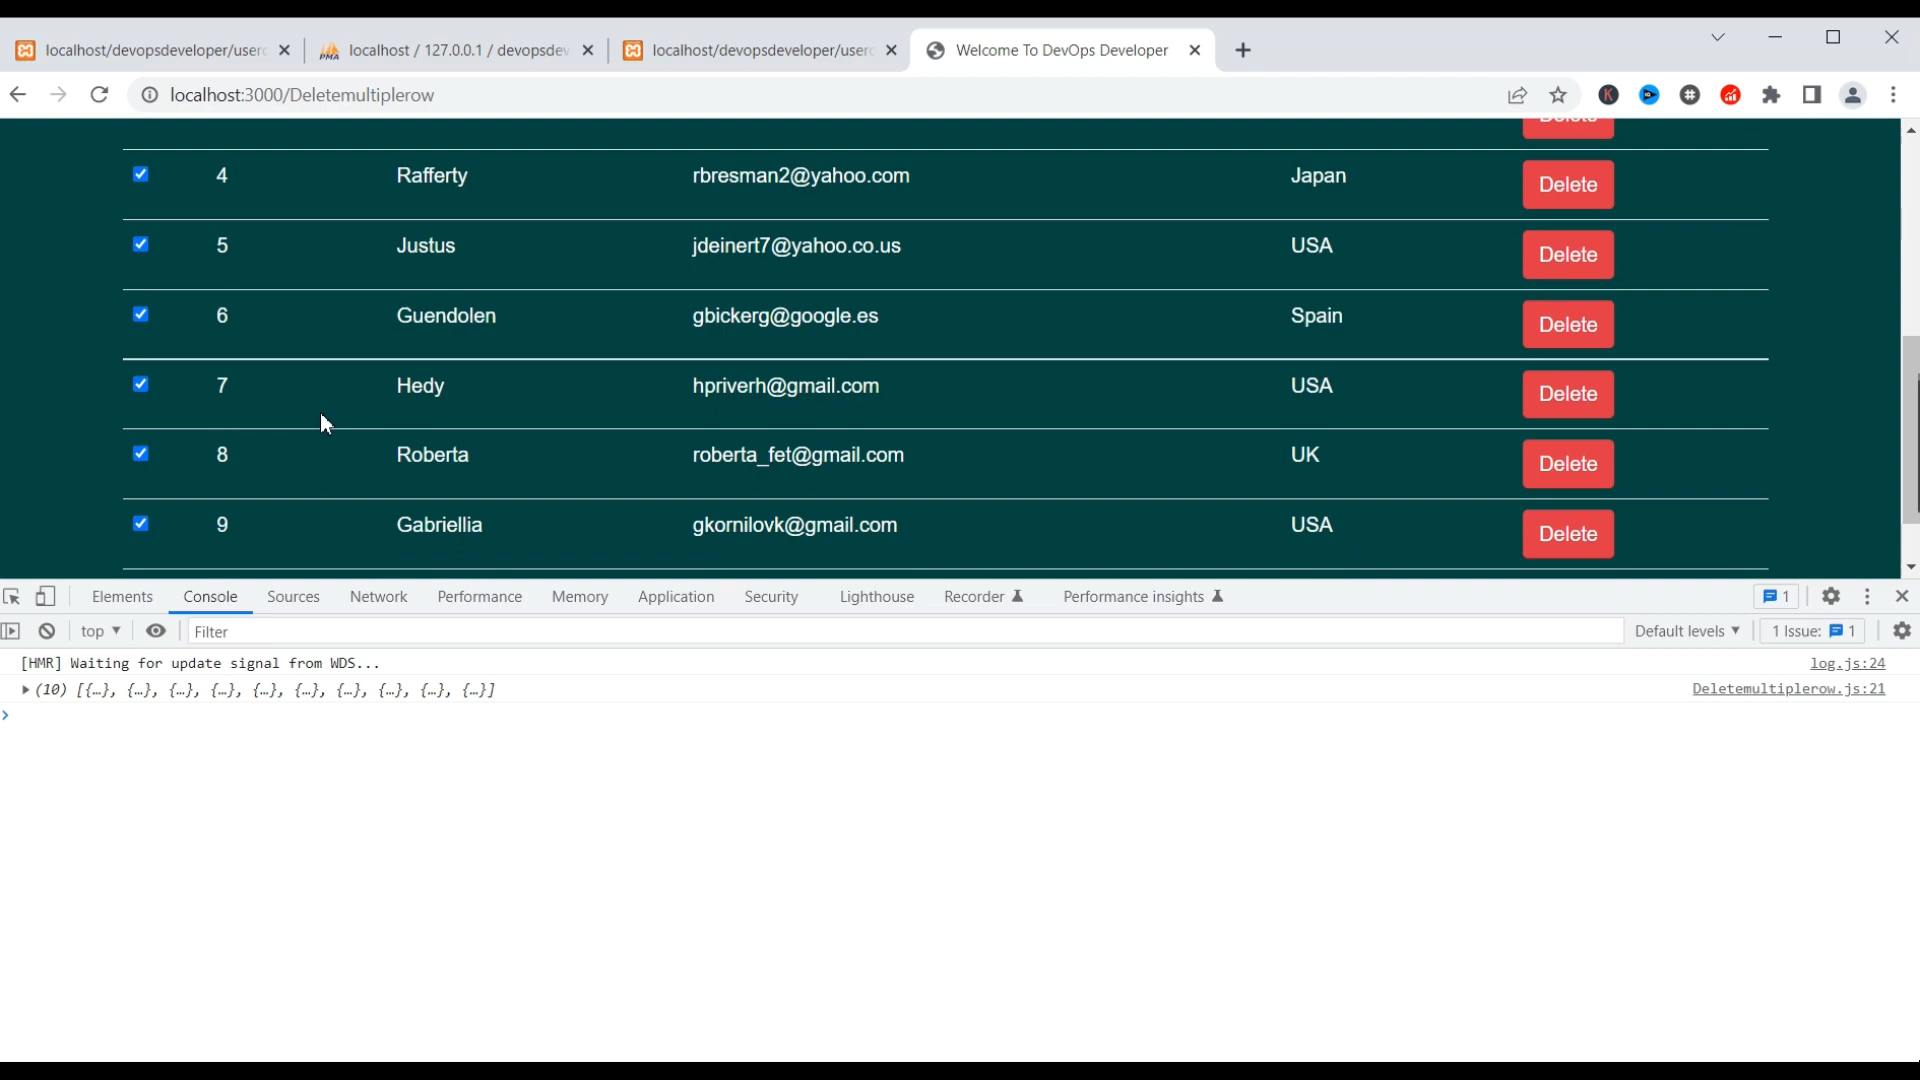 localhost/devopsdeveloper/userc
localhost / 127.0.0.1 / devopsdev
localhost/devopsdeveloper/userc
Welcome To DevOps Developer
localhost:3000/Deletemultiplerow
Delete
4 Rafferty rbresman2@yahoo.com Japan Delete
5 Justus jdeinert7@yahoo.co.us USA Delete
6 Guendolen gbickerg@google.es Spain Delete
7 Hedy hpriverh@gmail.com USA Delete
8 Roberta roberta_fet@gmail.com UK Delete
9 Gabriellia gkornilovk@gmail.com USA Delete
Elements Console Sources Network Performance Memory Application Security Lighthouse Recorder Performance insights 1
top Filter Default levels 1 Issue: 1
[HMR] Waiting for update signal from WDS... log.js:24
(10) [{…}, {…}, {…}, {…}, {…}, {…}, {…}, {…}, {…}, {…}] Deletemultiplerow.js:21